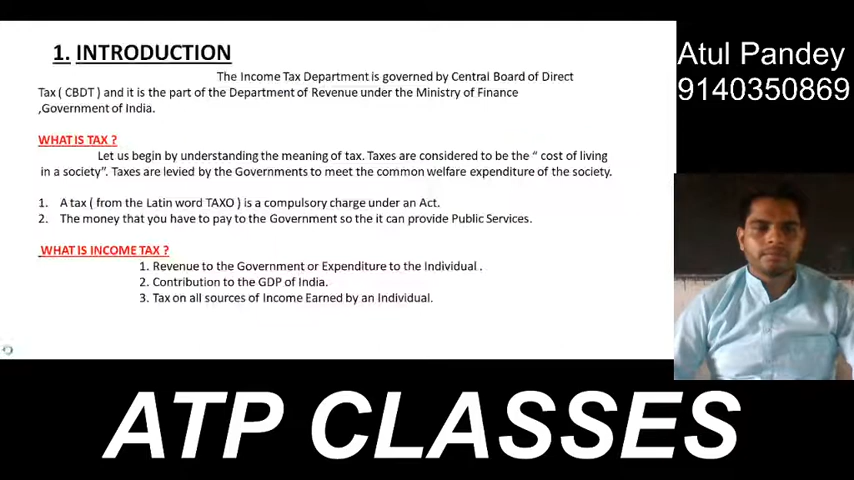 1. INTRODUCTION
The Income Tax Department is governed by Central Board of Direct
Tax ( CBDT ) and it is the part of the Department of Revenue under the Ministry of Finance
,Government of India.
WHAT IS TAX ?
Let us begin by understanding the meaning of tax. Taxes are considered to be the “ cost of living
in a society”. Taxes are levied by the Governments to meet the common welfare expenditure of the society.
1. A tax ( from the Latin word TAXO ) is a compulsory charge under an Act.
2. The money that you have to pay to the Government so the it can provide Public Services.
WHAT IS INCOME TAX ?
1. Revenue to the Government or Expenditure to the Individual .
2. Contribution to the GDP of India.
3. Tax on all sources of Income Earned by an Individual.
Atul Pandey
9140350869
ATP CLASSES